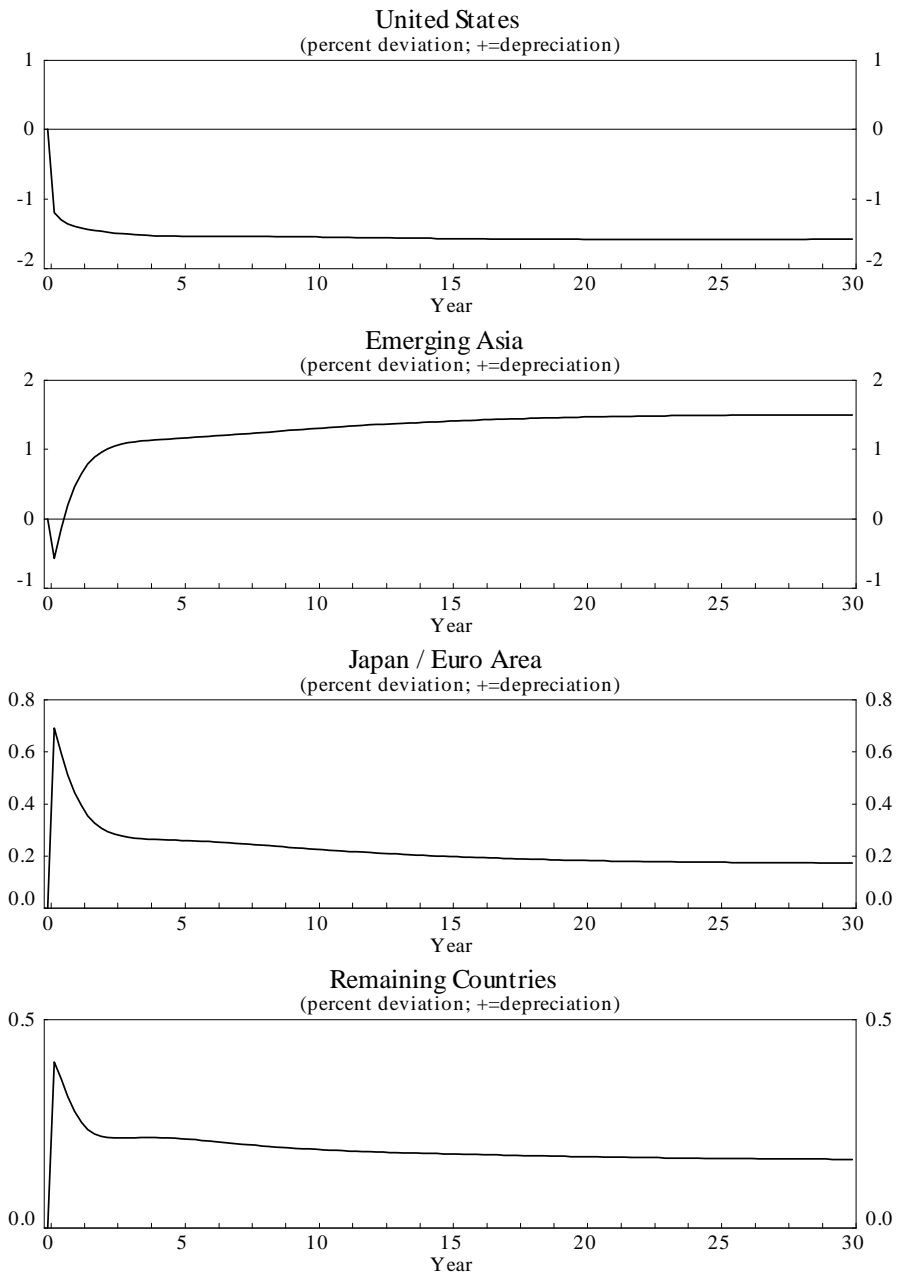 United States
(percent deviation; +=depreciation)
1 1
0 0
-1 -1
-2 -2
0 5 10 15 20 25 30
Year
Emerging Asia
(percent deviation; +=depreciation)
2 2
1 1
0 0
-1 -1
0 5 10 15 20 25 30
Year
Japan / Euro Area
(percent deviation; +=depreciation)
0.8 0.8
0.6 0.6
0.4 0.4
0.2 0.2
0.0 0.0
0 5 10 15 20 25 30
Year
Remaining Countries
(percent deviation; +=depreciation)
0.5 0.5
0.0 0.0
0 5 10 15 20 25 30
Year